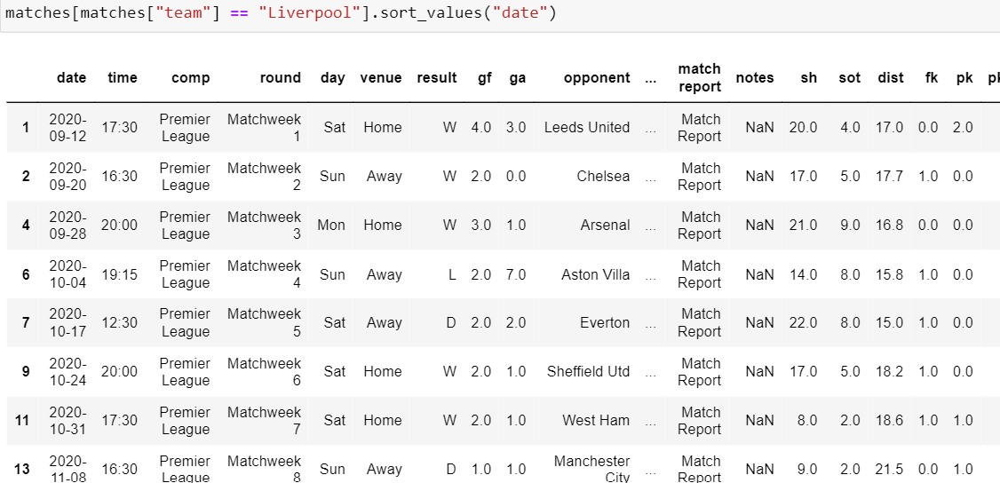 matches[matches["team"] == "Liverpool"].sort_values("date")
date time comp round day venue result gf ga opponent ... match report notes sh sot dist fk pk
1 2020-09-12 17:30 Premier League Matchweek 1 Sat Home W 4.0 3.0 Leeds United ... Match Report NaN 20.0 4.0 17.0 0.0 2.0
2 2020-09-20 16:30 Premier League Matchweek 2 Sun Away W 2.0 0.0 Chelsea ... Match Report NaN 17.0 5.0 17.7 1.0 0.0
4 2020-09-28 20:00 Premier League Matchweek 3 Mon Home W 3.0 1.0 Arsenal ... Match Report NaN 21.0 9.0 16.8 0.0 0.0
6 2020-10-04 19:15 Premier League Matchweek 4 Sun Away L 2.0 7.0 Aston Villa ... Match Report NaN 14.0 8.0 15.8 1.0 0.0
7 2020-10-17 12:30 Premier League Matchweek 5 Sat Away D 2.0 2.0 Everton ... Match Report NaN 22.0 8.0 15.0 1.0 0.0
9 2020-10-24 20:00 Premier League Matchweek 6 Sat Home W 2.0 1.0 Sheffield Utd ... Match Report NaN 17.0 5.0 18.2 1.0 0.0
11 2020-10-31 17:30 Premier League Matchweek 7 Sat Home W 2.0 1.0 West Ham ... Match Report NaN 8.0 2.0 18.6 1.0 1.0
13 2020-11-08 16:30 Premier League Matchweek 8 Sun Away D 1.0 1.0 Manchester City ... Match Report NaN 9.0 2.0 21.5 0.0 1.0